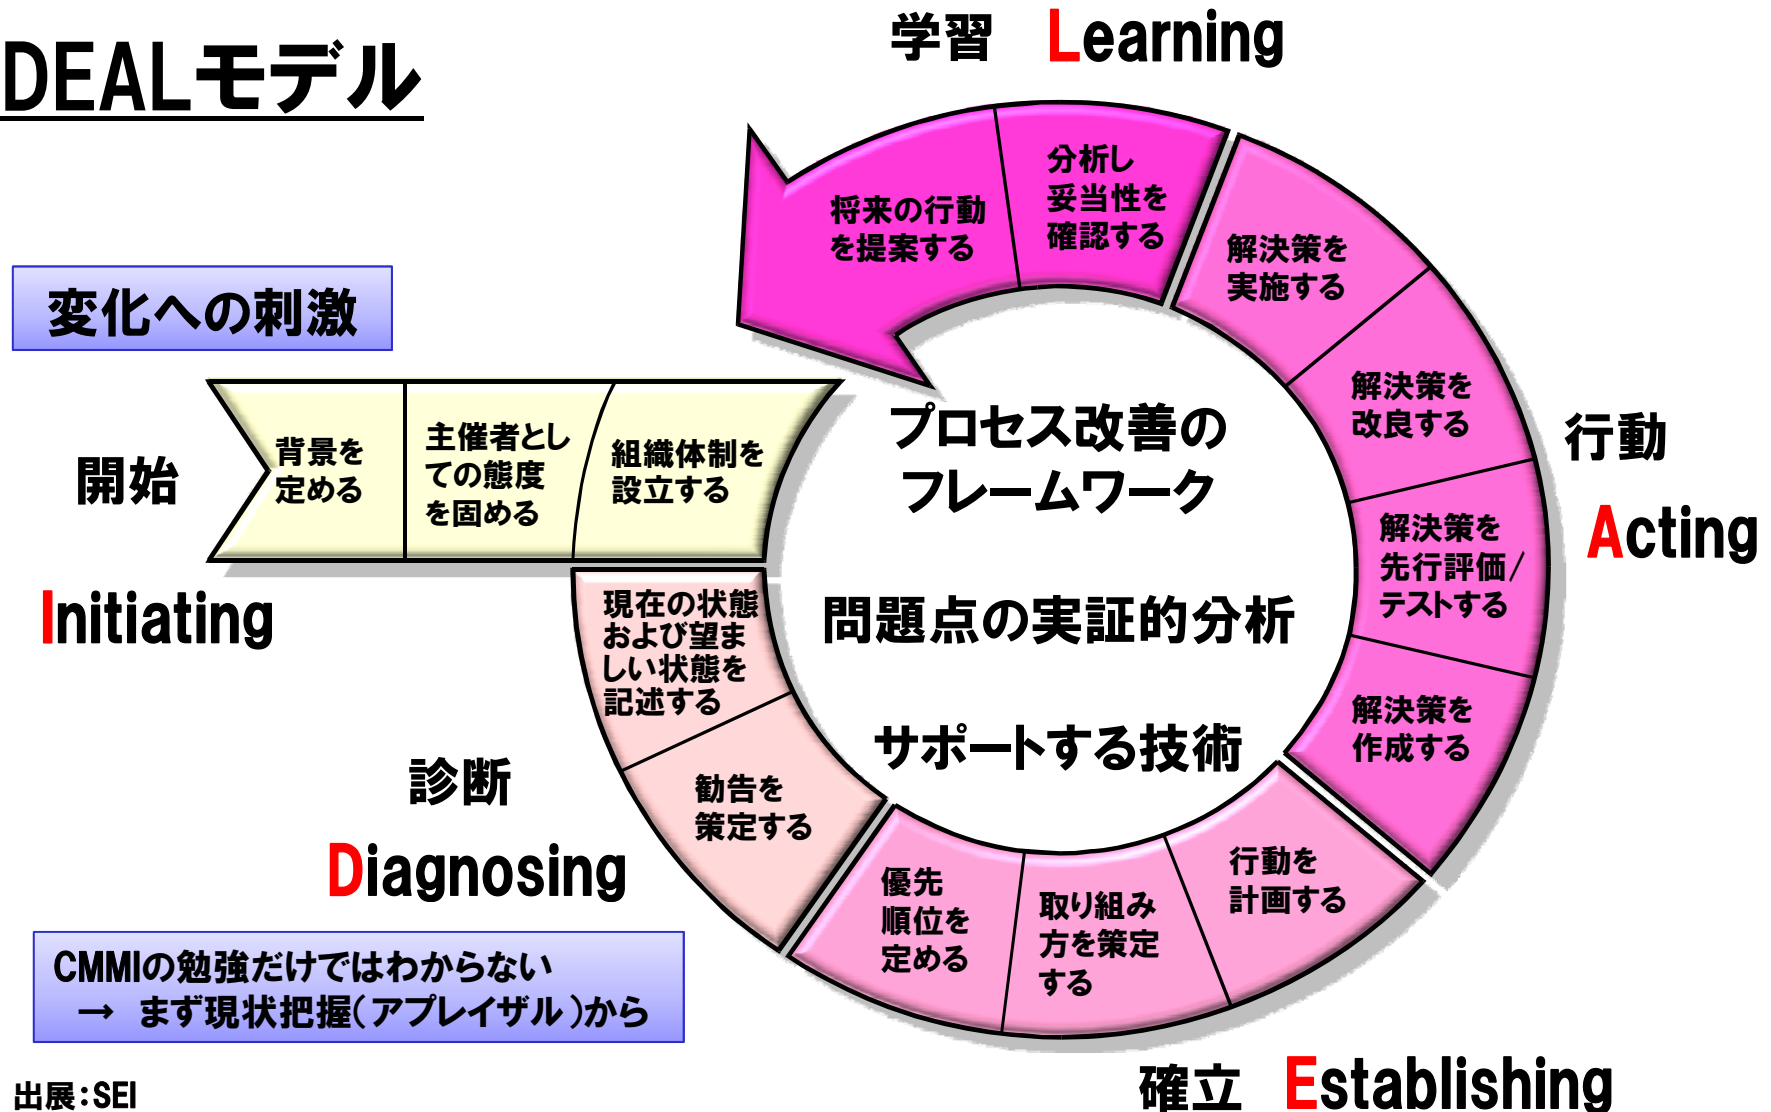 DEALモデル
学習 Learning
変化への刺激
開始
Initiating
背景を
定める
主催者とし
ての態度
を固める
組織体制を
設立する
現在の状態
および望ま
しい状態を
記述する
勧告を
策定する
診断
Diagnosing
優先
順位を
定める
取り組み
方を策定
する
行動を
計画する
確立 Establishing
解決策を
作成する
解決策を
先行評価/
テストする
解決策を
改良する
解決策を
実施する
行動
Acting
分析し
妥当性を
確認する
将来の行動
を提案する
プロセス改善の
フレームワーク
問題点の実証的分析
サポートする技術
CMMIの勉強だけではわからない
→ まず現状把握(アプレイザル)から
出展:SEI